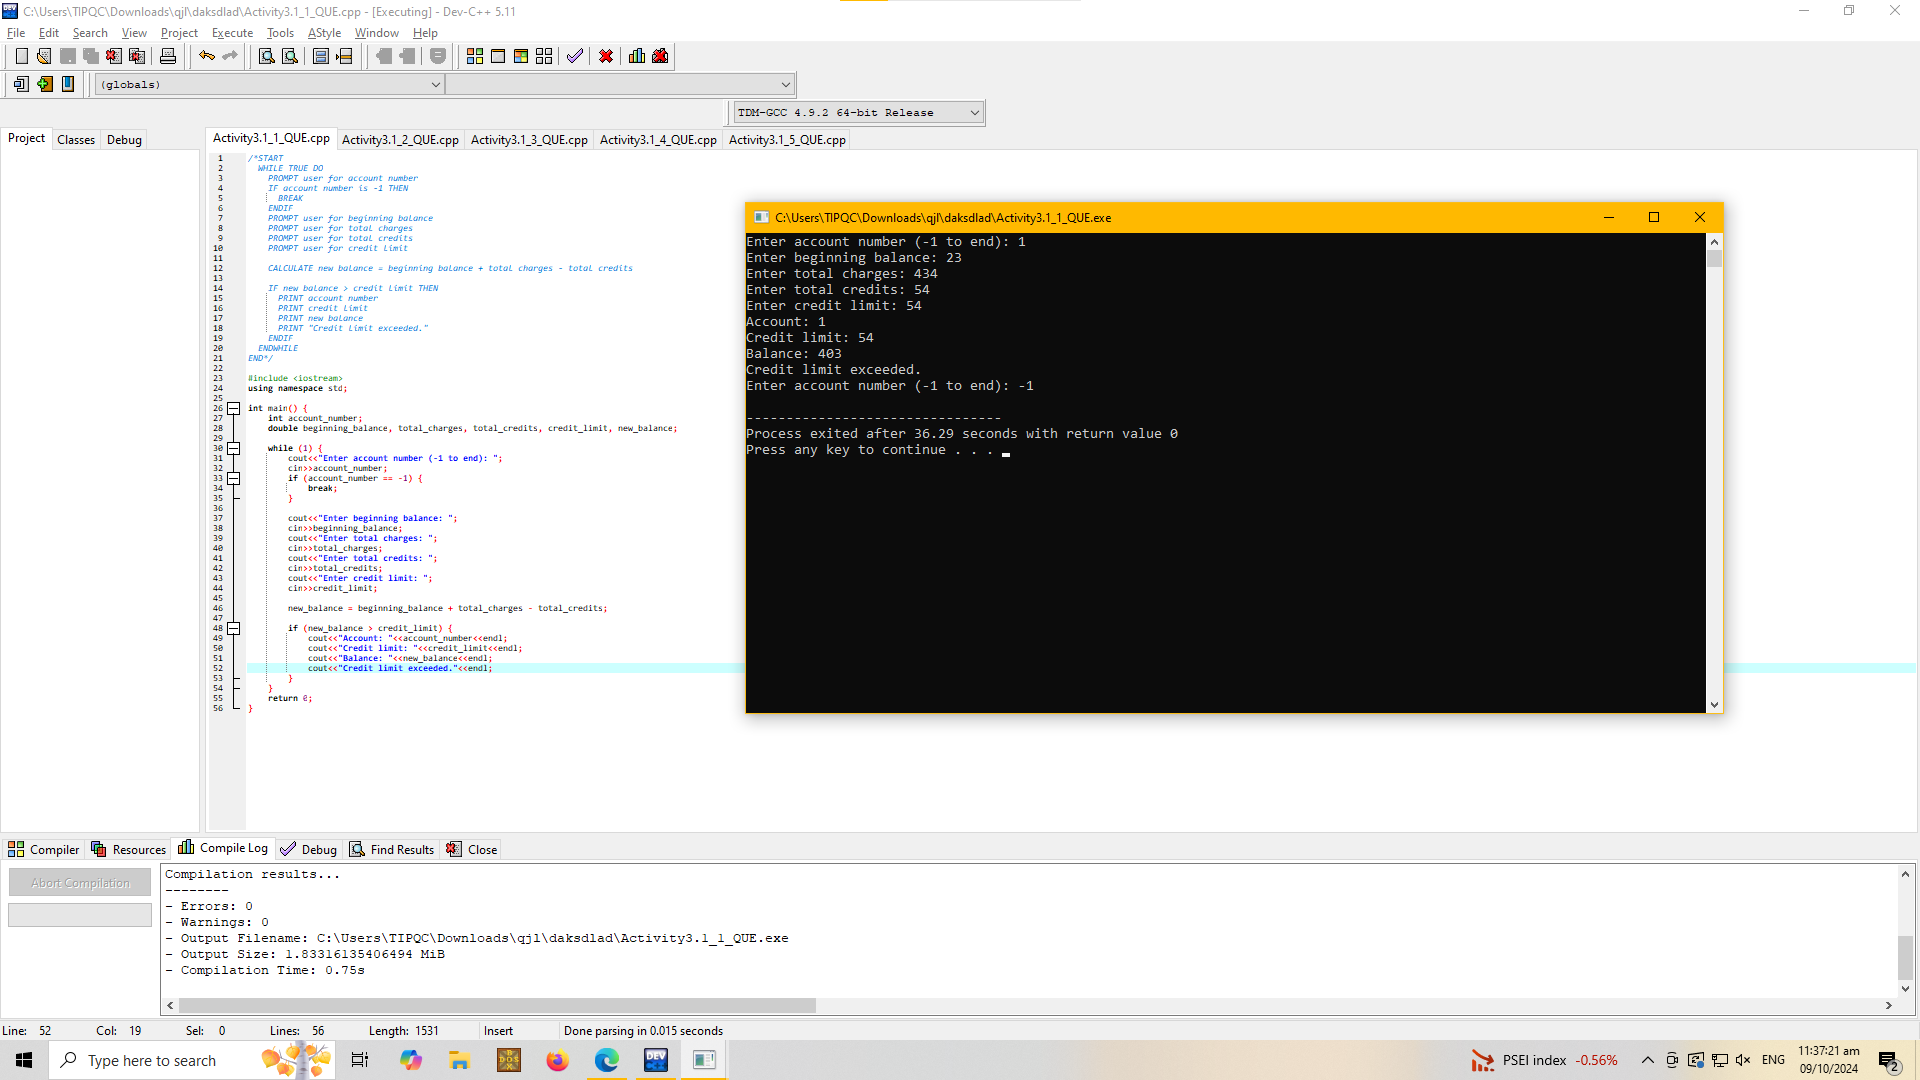 C:\Users\TIPQC\Downloads\qjl\daksdlad\Activity3.1_1_QUE.cpp - [Executing] - Dev-C++ 5.11
File Edit Search View Project Execute Tools AStyle Window Help
(globals)
TDM-GCC 4.9.2 64-bit Release
Project Classes Debug
Activity3.1_1_QUE.cpp Activity3.1_2_QUE.cpp Activity3.1_3_QUE.cpp Activity3.1_4_QUE.cpp Activity3.1_5_QUE.cpp
1 /*START
2 WHILE TRUE DO
3 PROMPT user for account number
4 IF account number is -1 THEN
5 BREAK
6 ENDIF
7 PROMPT user for beginning balance
8 PROMPT user for total charges
9 PROMPT user for total credits
10 PROMPT user for credit limit
11
12 CALCULATE new balance = beginning balance + total charges - total credits
13
14 IF new balance > credit limit THEN
15 PRINT account number
16 PRINT credit limit
17 PRINT new balance
18 PRINT "Credit Limit exceeded."
19 ENDIF
20 ENDWHILE
21 END*/
22
23 #include <iostream>
24 using namespace std;
25
26 int main() {
27 int account_number;
28 double beginning_balance, total_charges, total_credits, credit_limit, new_balance;
29
30 while (1) {
31 cout<<"Enter account number (-1 to end): ";
32 cin>>account_number;
33 if (account_number == -1) {
34 break;
35 }
36
37 cout<<"Enter beginning balance: ";
38 cin>>beginning_balance;
39 cout<<"Enter total charges: ";
40 cin>>total_charges;
41 cout<<"Enter total credits: ";
42 cin>>total_credits;
43 cout<<"Enter credit limit: ";
44 cin>>credit_limit;
45
46 new_balance = beginning_balance + total_charges - total_credits;
47
48 if (new_balance > credit_limit) {
49 cout<<"Account: "<<account_number<<endl;
50 cout<<"Credit limit: "<<credit_limit<<endl;
51 cout<<"Balance: "<<new_balance<<endl;
52 cout<<"Credit limit exceeded."<<endl;
53 }
54 }
55 return 0;
56 }
C:\Users\TIPQC\Downloads\qjl\daksdlad\Activity3.1_1_QUE.exe
Enter account number (-1 to end): 1
Enter beginning balance: 23
Enter total charges: 434
Enter total credits: 54
Enter credit limit: 54
Account: 1
Credit limit: 54
Balance: 403
Credit limit exceeded.
Enter account number (-1 to end): -1
--------------------------------
Process exited after 36.29 seconds with return value 0
Press any key to continue . . .
Compiler Resources Compile Log Debug Find Results Close
Abort Compilation
Compilation results...
--------
- Errors: 0
- Warnings: 0
- Output Filename: C:\Users\TIPQC\Downloads\qjl\daksdlad\Activity3.1_1_QUE.exe
- Output Size: 1.83316135406494 MiB
- Compilation Time: 0.75s
Line: 52 Col: 19 Sel: 0 Lines: 56 Length: 1531 Insert Done parsing in 0.015 seconds
Type here to search
DEV
PSEI index -0.56%
ENG
11:37:21 am
09/10/2024
2